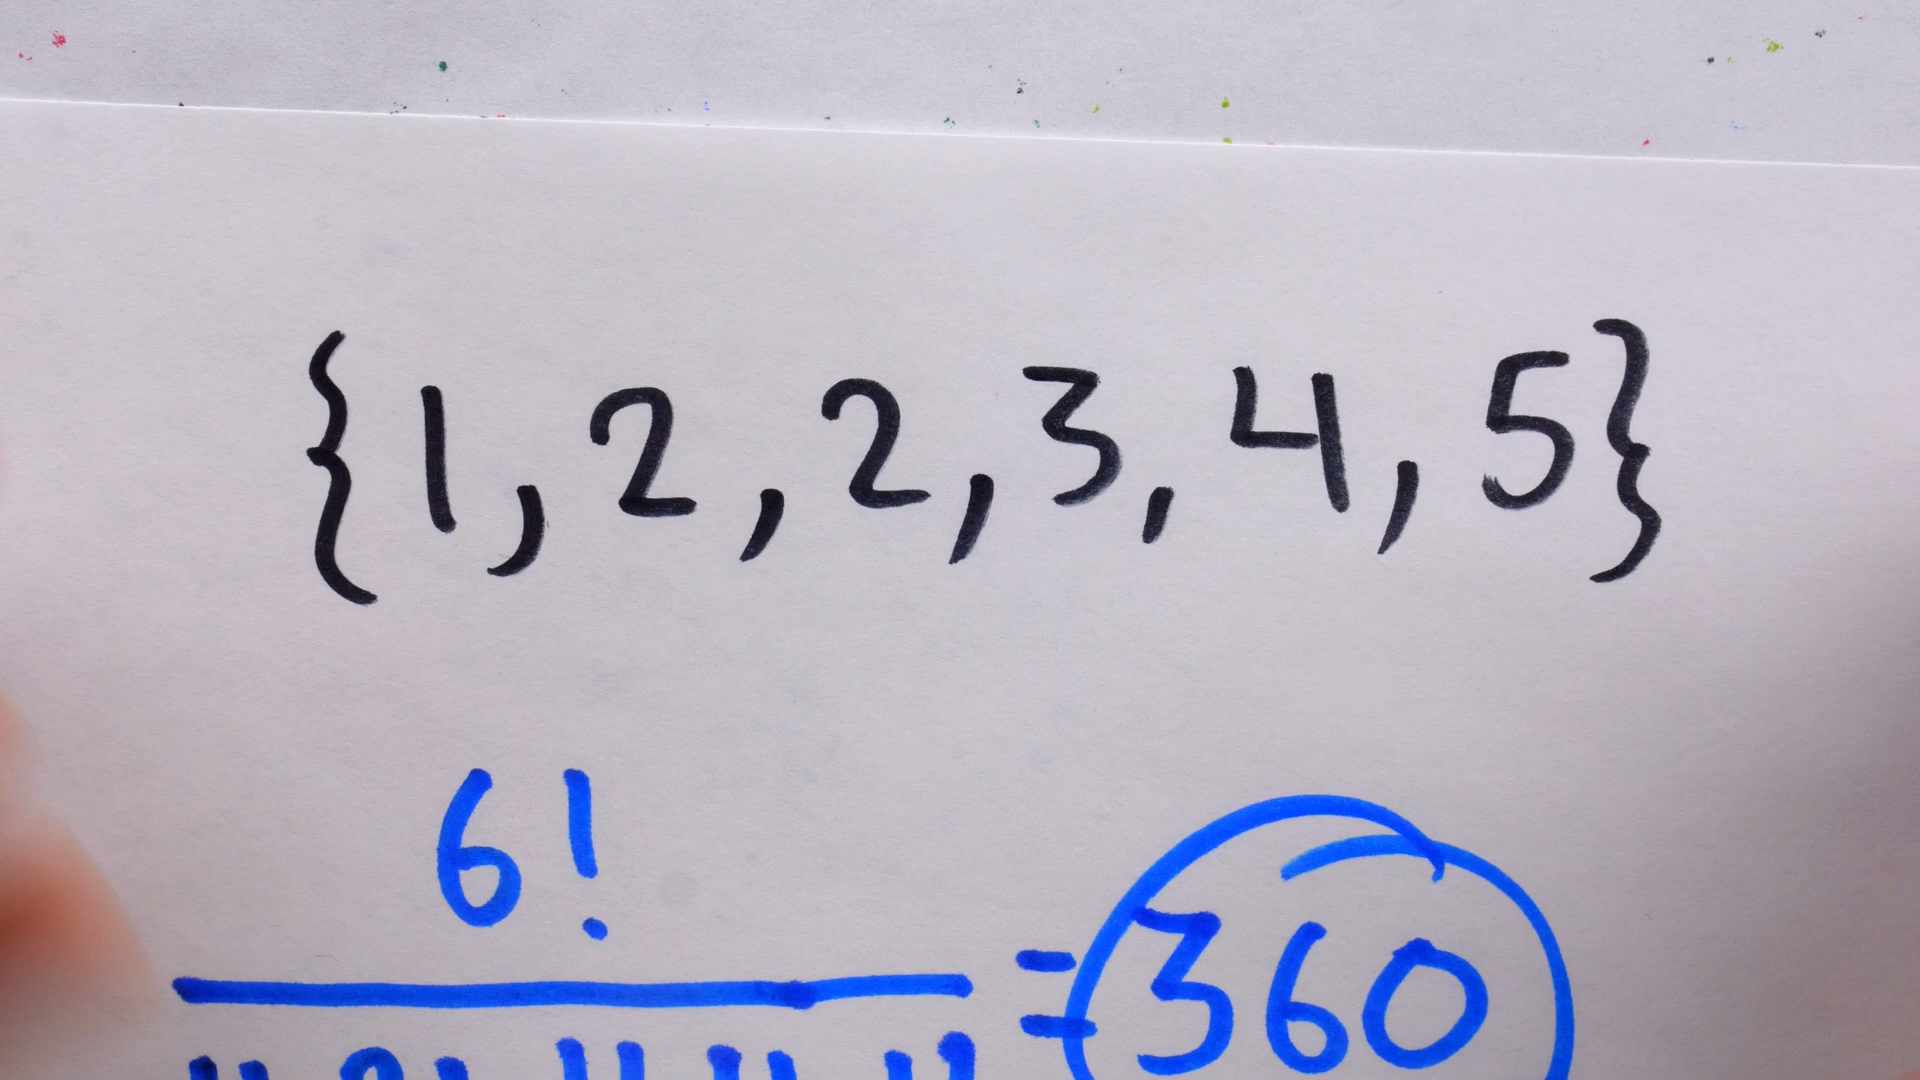 {1,2,2,3,4,5}
6!
= 360